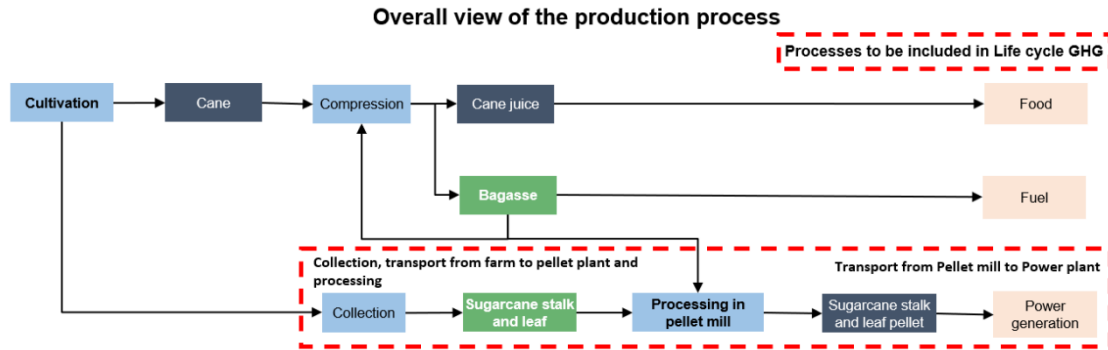 Overall view of the production process
Processes to be included in Life cycle GHG
Cultivation
Cane
Compression
Cane juice
Food
Bagasse
Fuel
Collection, transport from farm to pellet plant and
processing
Transport from Pellet mill to Power plant
Collection
Sugarcane stalk
and leaf
Processing in
pellet mill
Sugarcane stalk
and leaf pellet
Power
generation